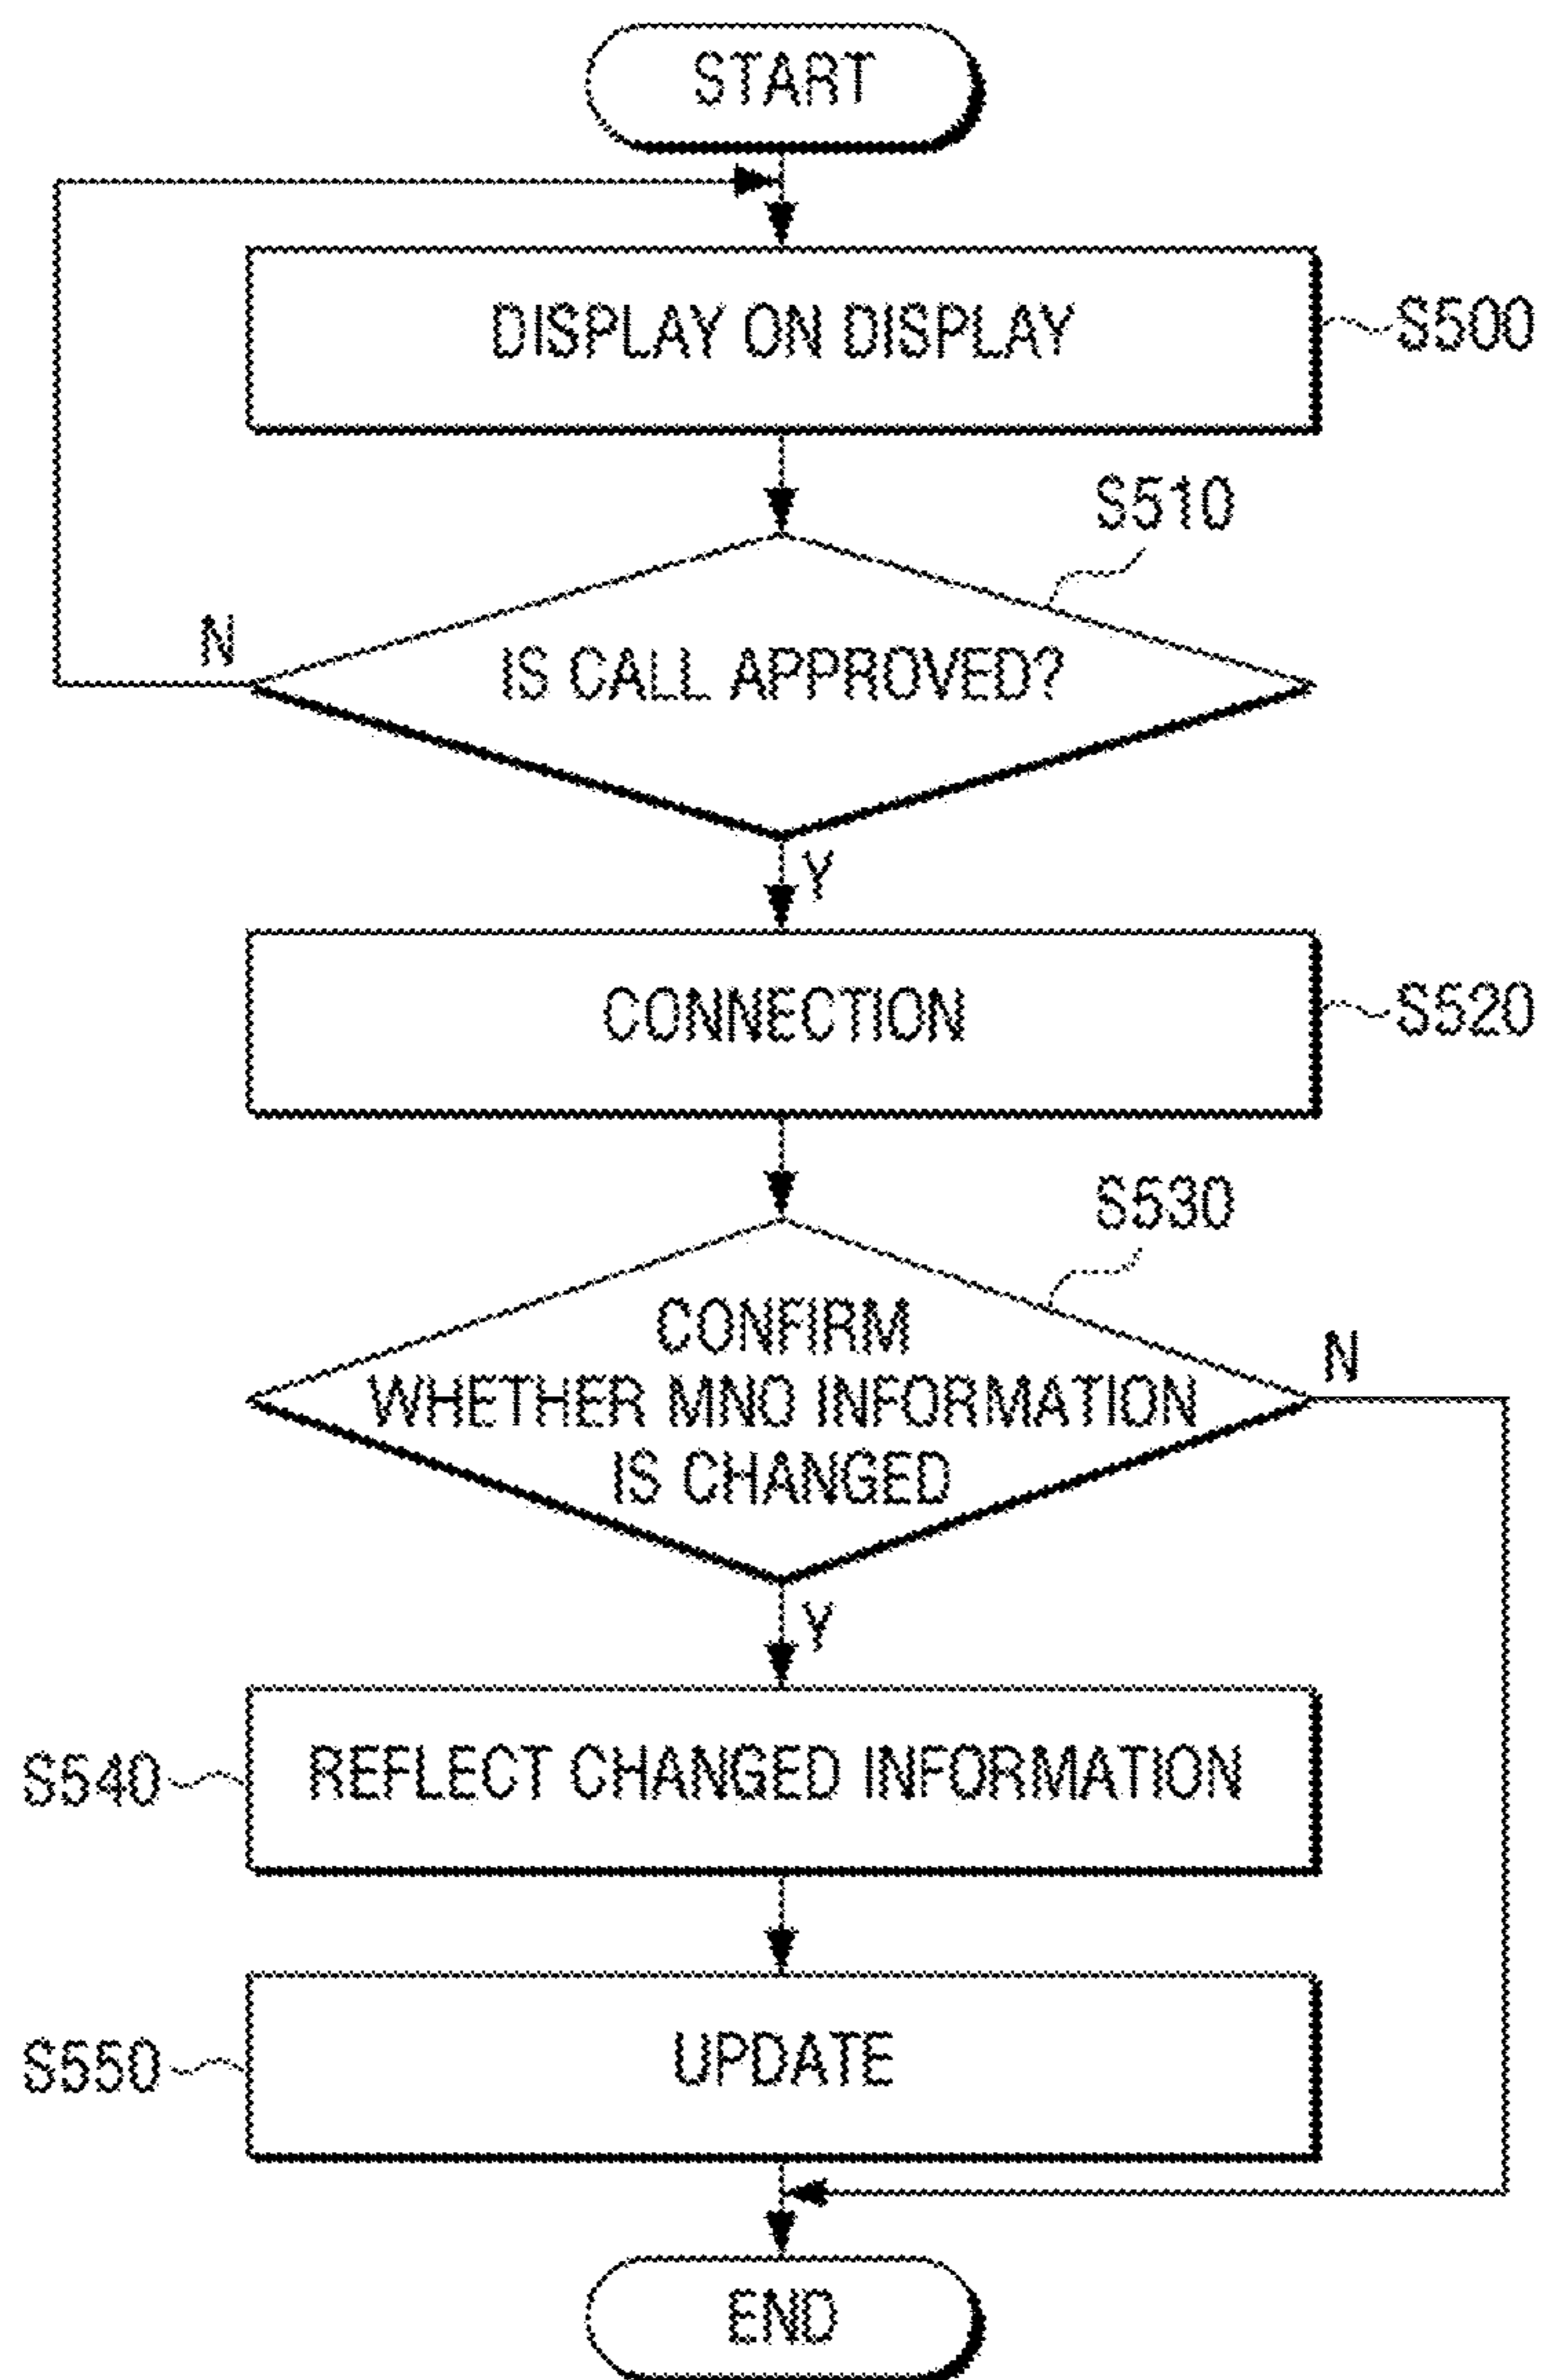 START
DISPLAY ON DISPLAY
S500
S510
N
IS CALL APPROVED?
Y
CONNECTION
S520
S530
CONFIRM
WHETHER MNO INFORMATION
IS CHANGED
N
Y
S540
REFLECT CHANGED INFORMATION
S550
UPDATE
END